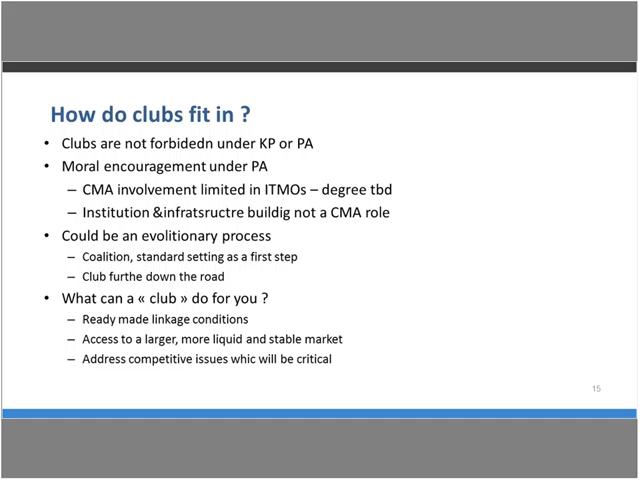 How do clubs fit in ?
• Clubs are not forbidedn under KP or PA
• Moral encouragement under PA
– CMA involvement limited in ITMOs – degree tbd
– Institution &infratsructre buildig not a CMA role
• Could be an evolitionary process
– Coalition, standard setting as a first step
– Club furthe down the road
• What can a « club » do for you ?
– Ready made linkage conditions
– Access to a larger, more liquid and stable market
– Address competitive issues whic will be critical
15